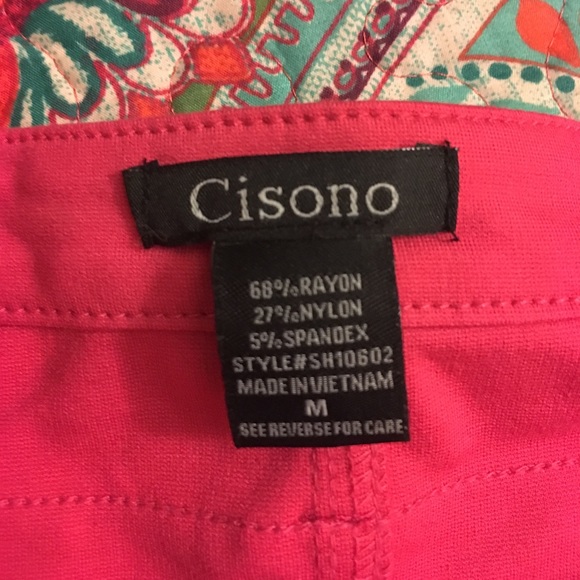 Cisono
68%RAYON
27%NYLON
5%SPANDEX
STYLE#SH10602
MADE IN VIETNAM
M
SEE REVERSE FOR CARE